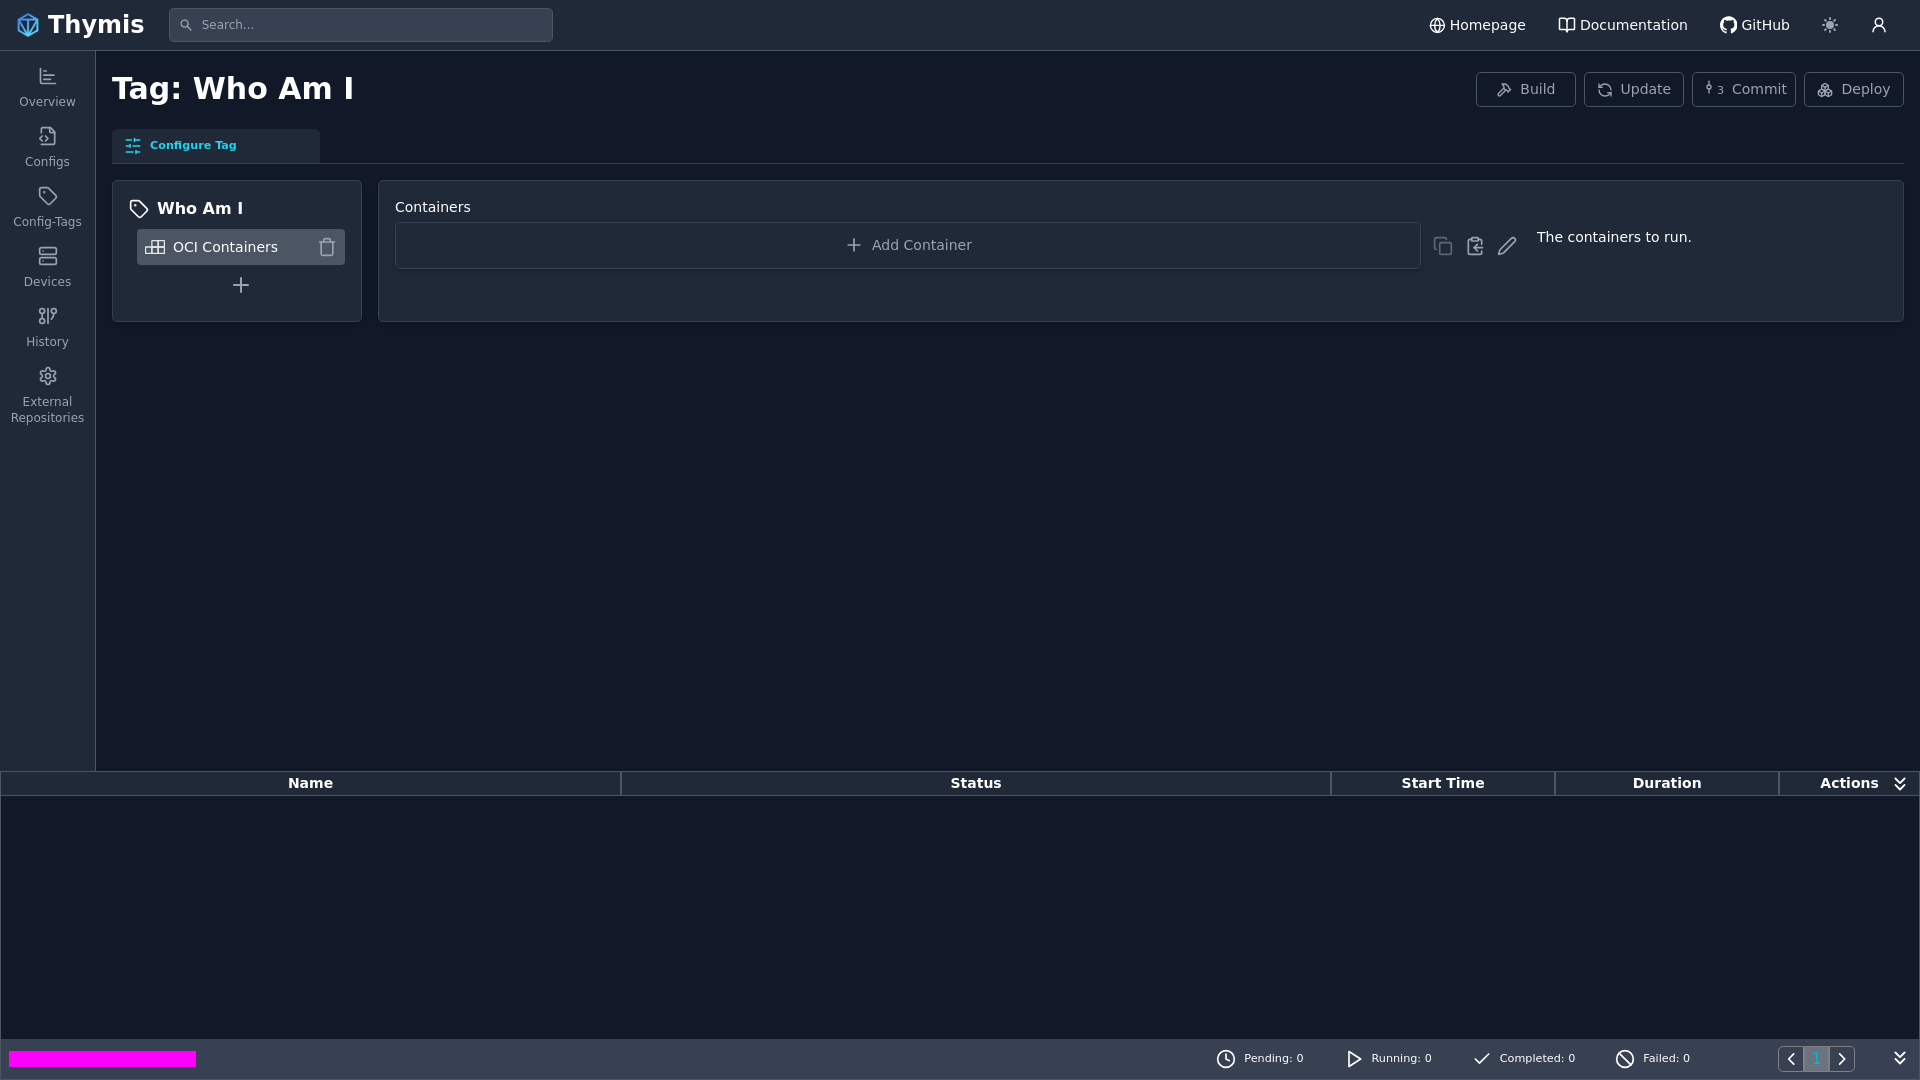 Thymis
Search...
Homepage
Documentation
GitHub
Overview
Configs
Config-Tags
Devices
History
External
Repositories
Tag: Who Am I
Build
Update
3 Commit
Deploy
Configure Tag
Who Am I
OCI Containers
Containers
Add Container
The containers to run.
Name
Status
Start Time
Duration
Actions
Pending: 0
Running: 0
Completed: 0
Failed: 0
1